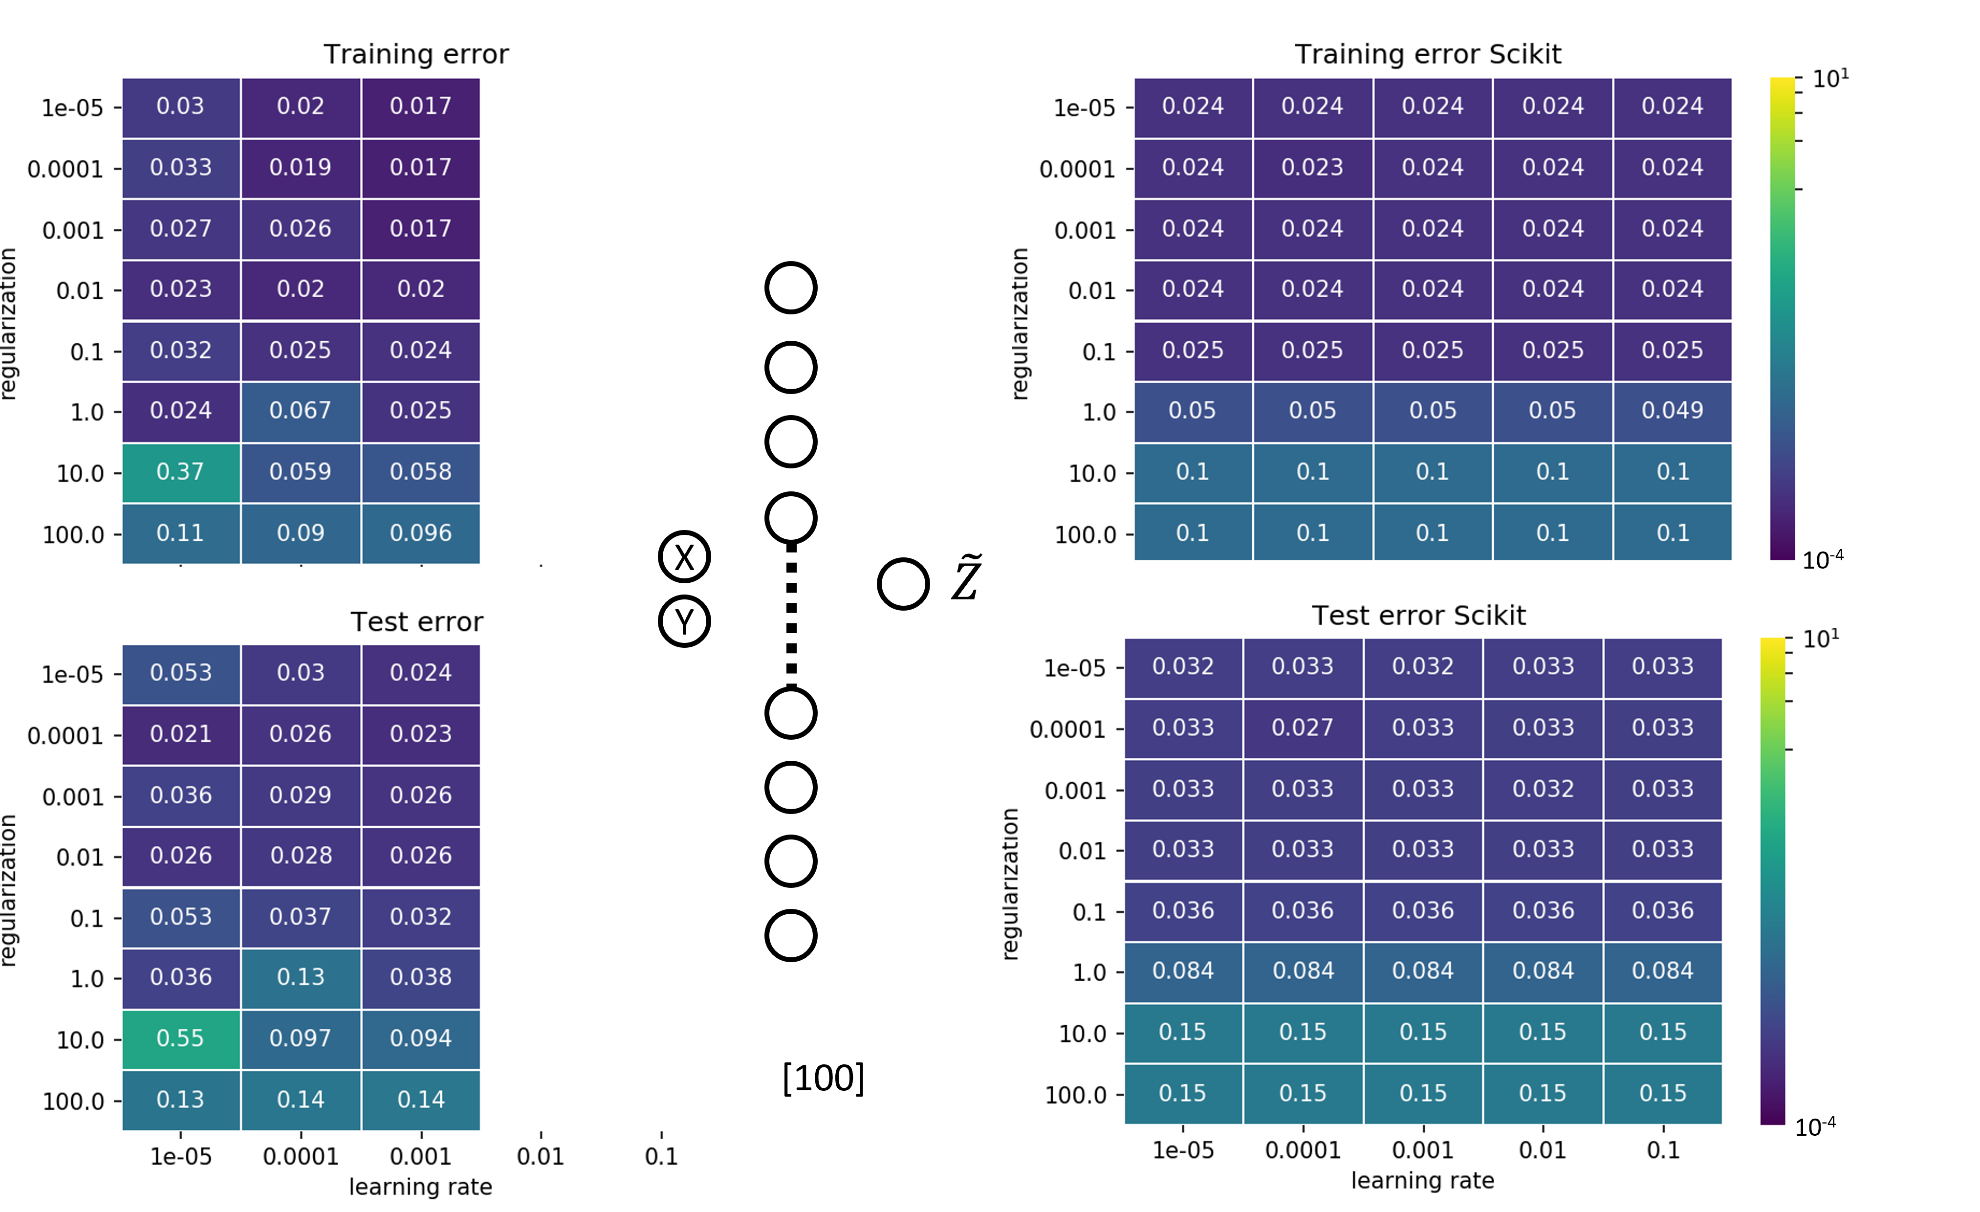 Training error
1e-05 0.03 0.02 0.017
0.0001 0.033 0.019 0.017
0.001 0.027 0.026 0.017
0.01 0.023 0.02 0.02
0.1 0.032 0.025 0.024
1.0 0.024 0.067 0.025
10.0 0.37 0.059 0.058
100.0 0.11 0.09 0.096
regularization
Test error
1e-05 0.053 0.03 0.024
0.0001 0.021 0.026 0.023
0.001 0.036 0.029 0.026
0.01 0.026 0.028 0.026
0.1 0.053 0.037 0.032
1.0 0.036 0.13 0.038
10.0 0.55 0.097 0.094
100.0 0.13 0.14 0.14
regularization
1e-05 0.0001 0.001 0.01 0.1
learning rate
X
Y
Z̃
[100]
Training error Scikit
1e-05 0.024 0.024 0.024 0.024 0.024
0.0001 0.024 0.023 0.024 0.024 0.024
0.001 0.024 0.024 0.024 0.024 0.024
0.01 0.024 0.024 0.024 0.024 0.024
0.1 0.025 0.025 0.025 0.025 0.025
1.0 0.05 0.05 0.05 0.05 0.049
10.0 0.1 0.1 0.1 0.1 0.1
100.0 0.1 0.1 0.1 0.1 0.1
regularization
10¹
10⁻⁴
Test error Scikit
1e-05 0.032 0.033 0.032 0.033 0.033
0.0001 0.033 0.027 0.033 0.033 0.033
0.001 0.033 0.033 0.033 0.032 0.033
0.01 0.033 0.033 0.033 0.033 0.033
0.1 0.036 0.036 0.036 0.036 0.036
1.0 0.084 0.084 0.084 0.084 0.084
10.0 0.15 0.15 0.15 0.15 0.15
100.0 0.15 0.15 0.15 0.15 0.15
regularization
1e-05 0.0001 0.001 0.01 0.1
learning rate
10¹
10⁻⁴